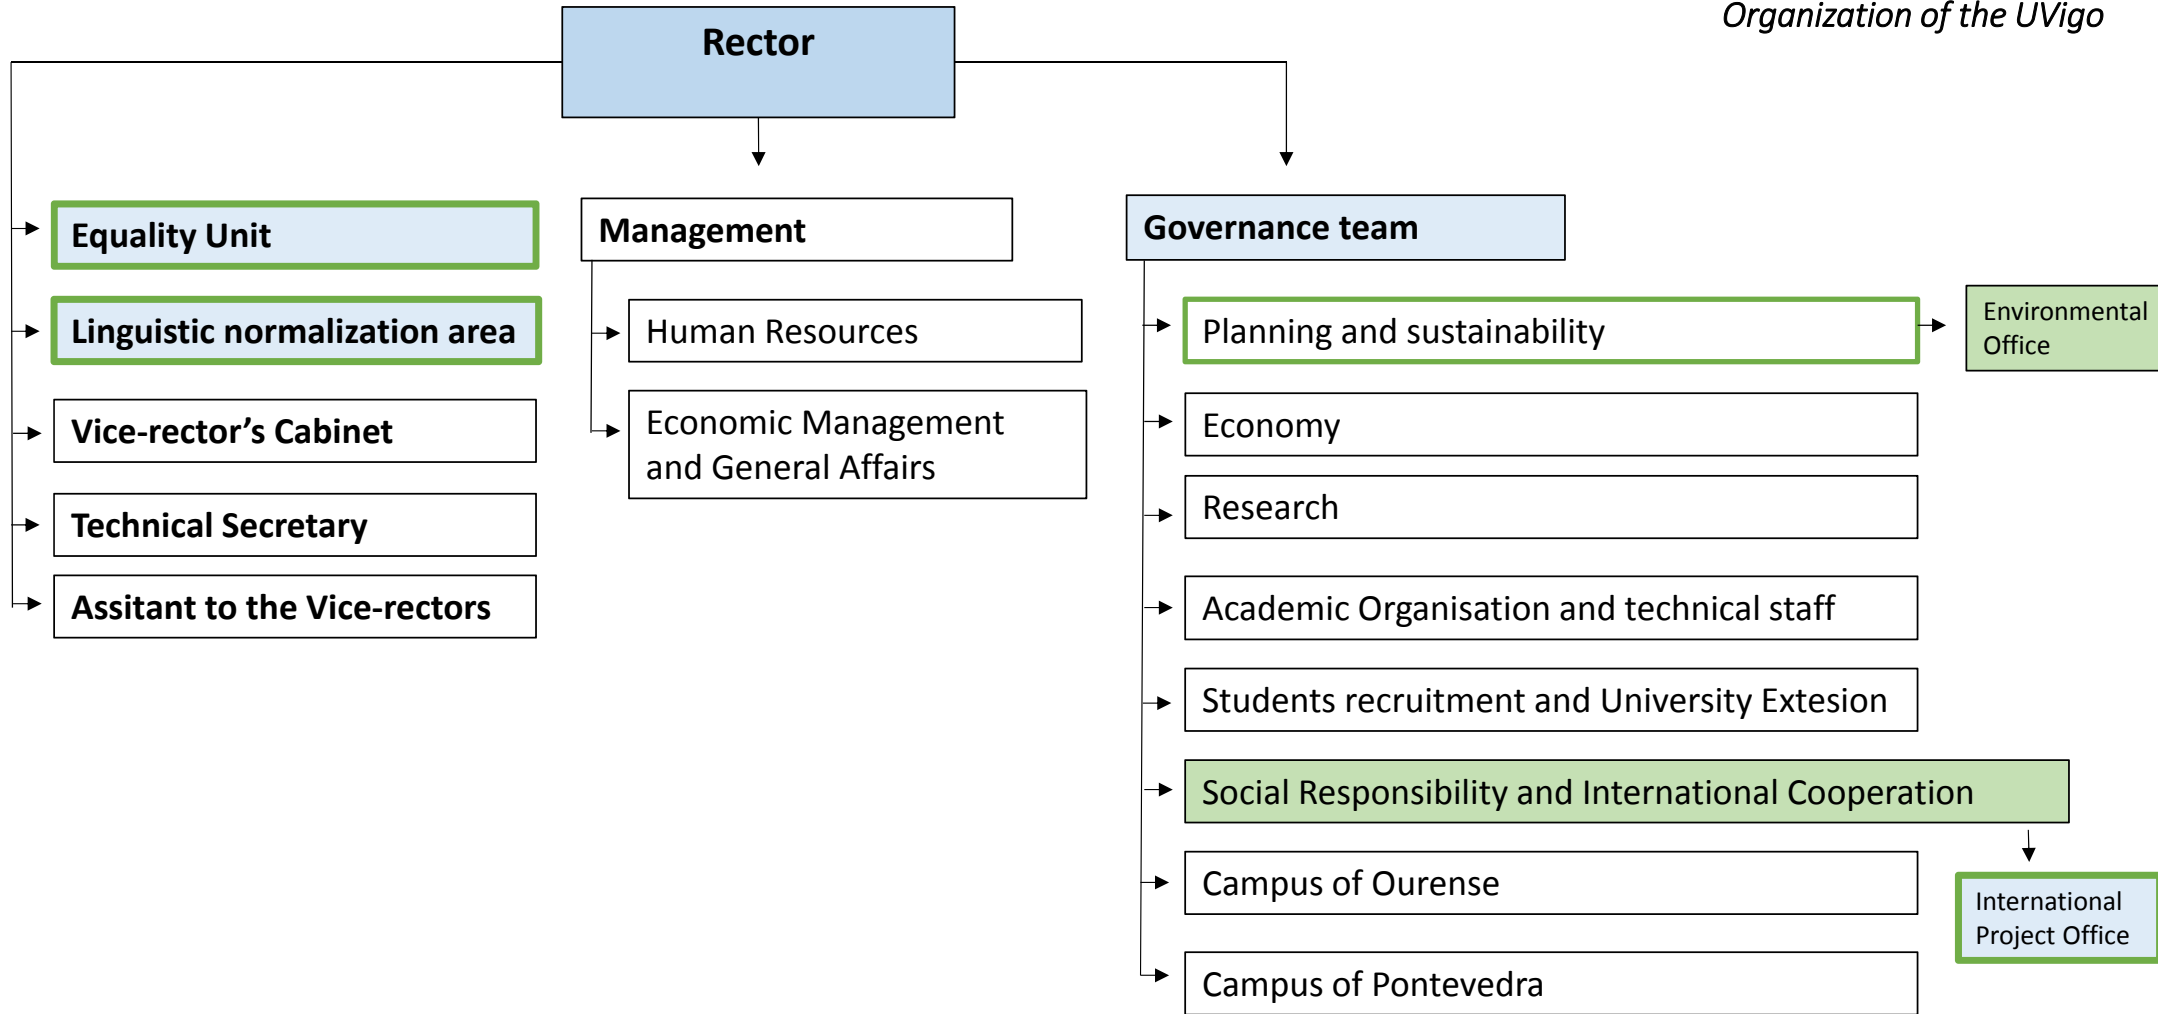 Organization of the UVigo
Rector
Equality Unit
Linguistic normalization area
Vice-rector’s Cabinet
Technical Secretary
Assitant to the Vice-rectors
Management
Human Resources
Economic Management
and General Affairs
Governance team
Planning and sustainability
Environmental
Office
Economy
Research
Academic Organisation and technical staff
Students recruitment and University Extesion
Social Responsibility and International Cooperation
International
Project Office
Campus of Ourense
Campus of Pontevedra